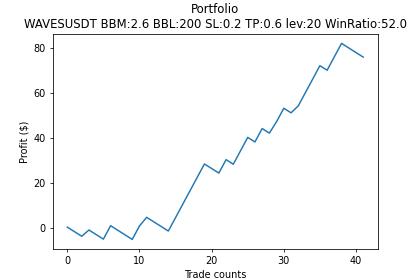 Portfolio
WAVESUSDT BBM:2.6 BBL:200 SL:0.2 TP:0.6 lev:20 WinRatio:52.0
80
60
40
20
0
Profit ($)
0 10 20 30 40
Trade counts